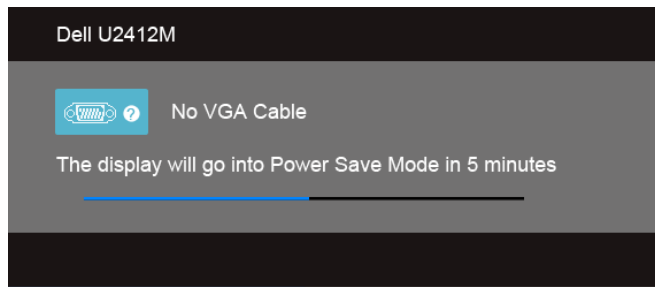 Dell U2412M
No VGA Cable
The display will go into Power Save Mode in 5 minutes